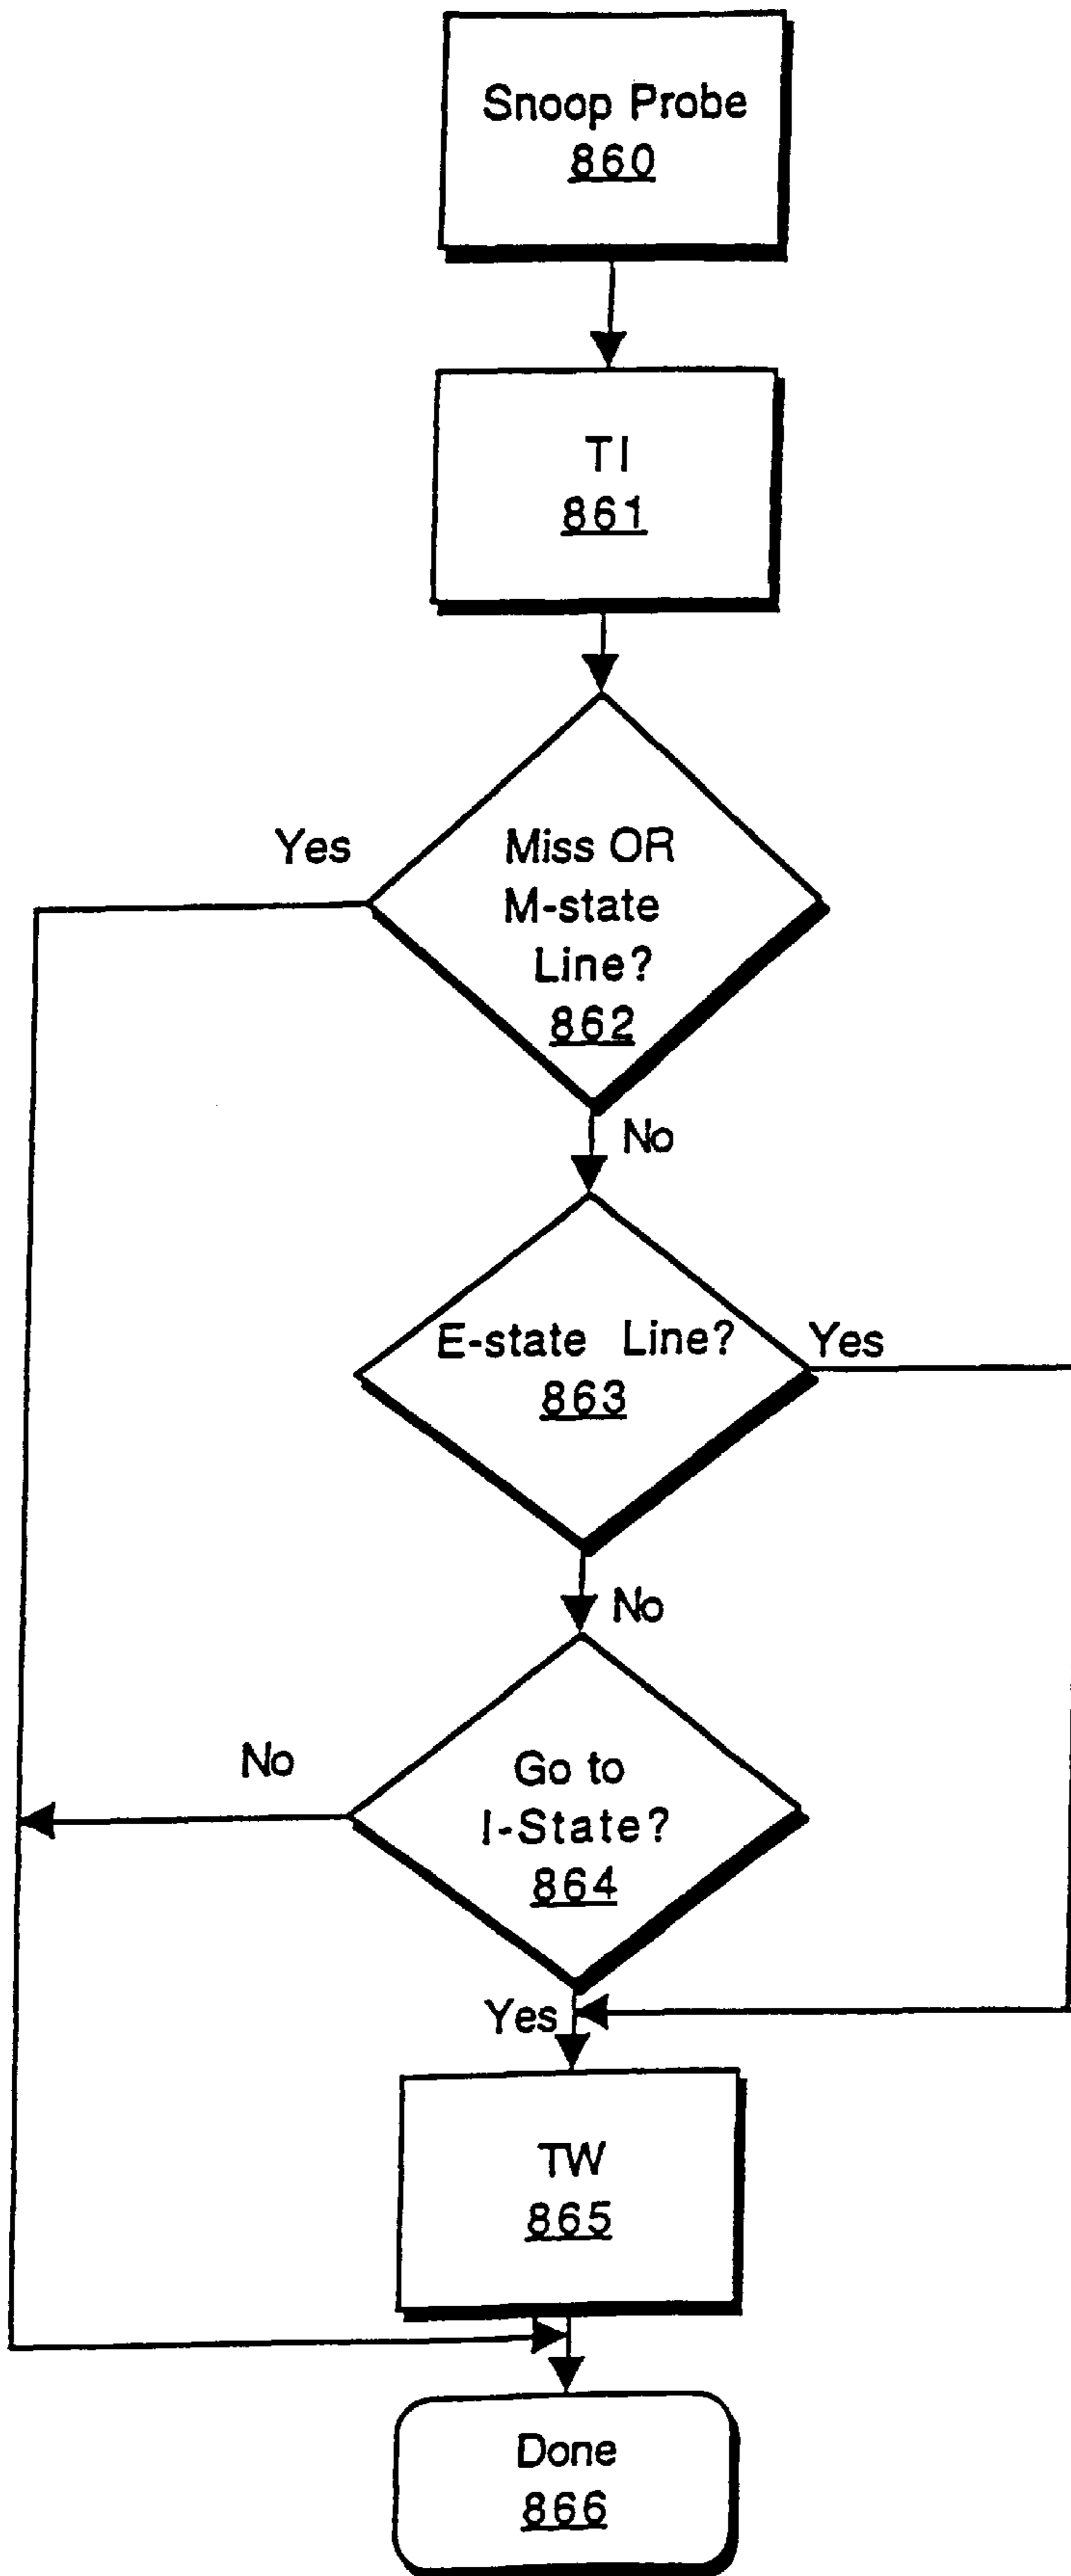 Snoop Probe
860
TI
861
Yes
Miss OR
M-state
Line?
862
No
E-state Line?
863
Yes
No
No
Go to
I-State?
864
Yes
TW
865
Done
866